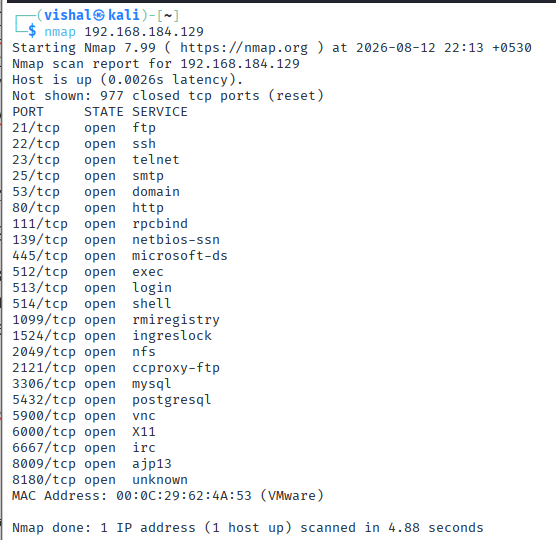 ┌──(vishal㉿kali)-[~]
└─$ nmap 192.168.184.129
Starting Nmap 7.99 ( https://nmap.org ) at 2026-08-12 22:13 +0530
Nmap scan report for 192.168.184.129
Host is up (0.0026s latency).
Not shown: 977 closed tcp ports (reset)
PORT     STATE SERVICE
21/tcp   open  ftp
22/tcp   open  ssh
23/tcp   open  telnet
25/tcp   open  smtp
53/tcp   open  domain
80/tcp   open  http
111/tcp  open  rpcbind
139/tcp  open  netbios-ssn
445/tcp  open  microsoft-ds
512/tcp  open  exec
513/tcp  open  login
514/tcp  open  shell
1099/tcp open  rmiregistry
1524/tcp open  ingreslock
2049/tcp open  nfs
2121/tcp open  ccproxy-ftp
3306/tcp open  mysql
5432/tcp open  postgresql
5900/tcp open  vnc
6000/tcp open  X11
6667/tcp open  irc
8009/tcp open  ajp13
8180/tcp open  unknown
MAC Address: 00:0C:29:62:4A:53 (VMware)
Nmap done: 1 IP address (1 host up) scanned in 4.88 seconds